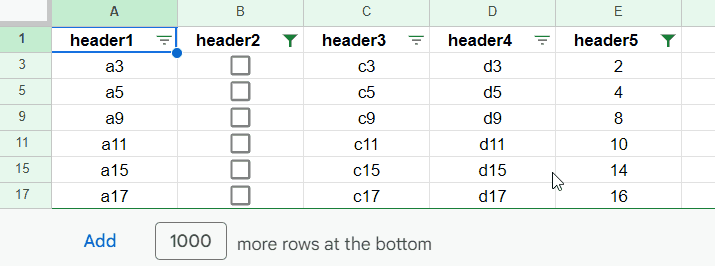 A B C D E
1 header1 header2 header3 header4 header5
3 a3 c3 d3 2
5 a5 c5 d5 4
9 a9 c9 d9 8
11 a11 c11 d11 10
15 a15 c15 d15 14
17 a17 c17 d17 16
Add 1000 more rows at the bottom